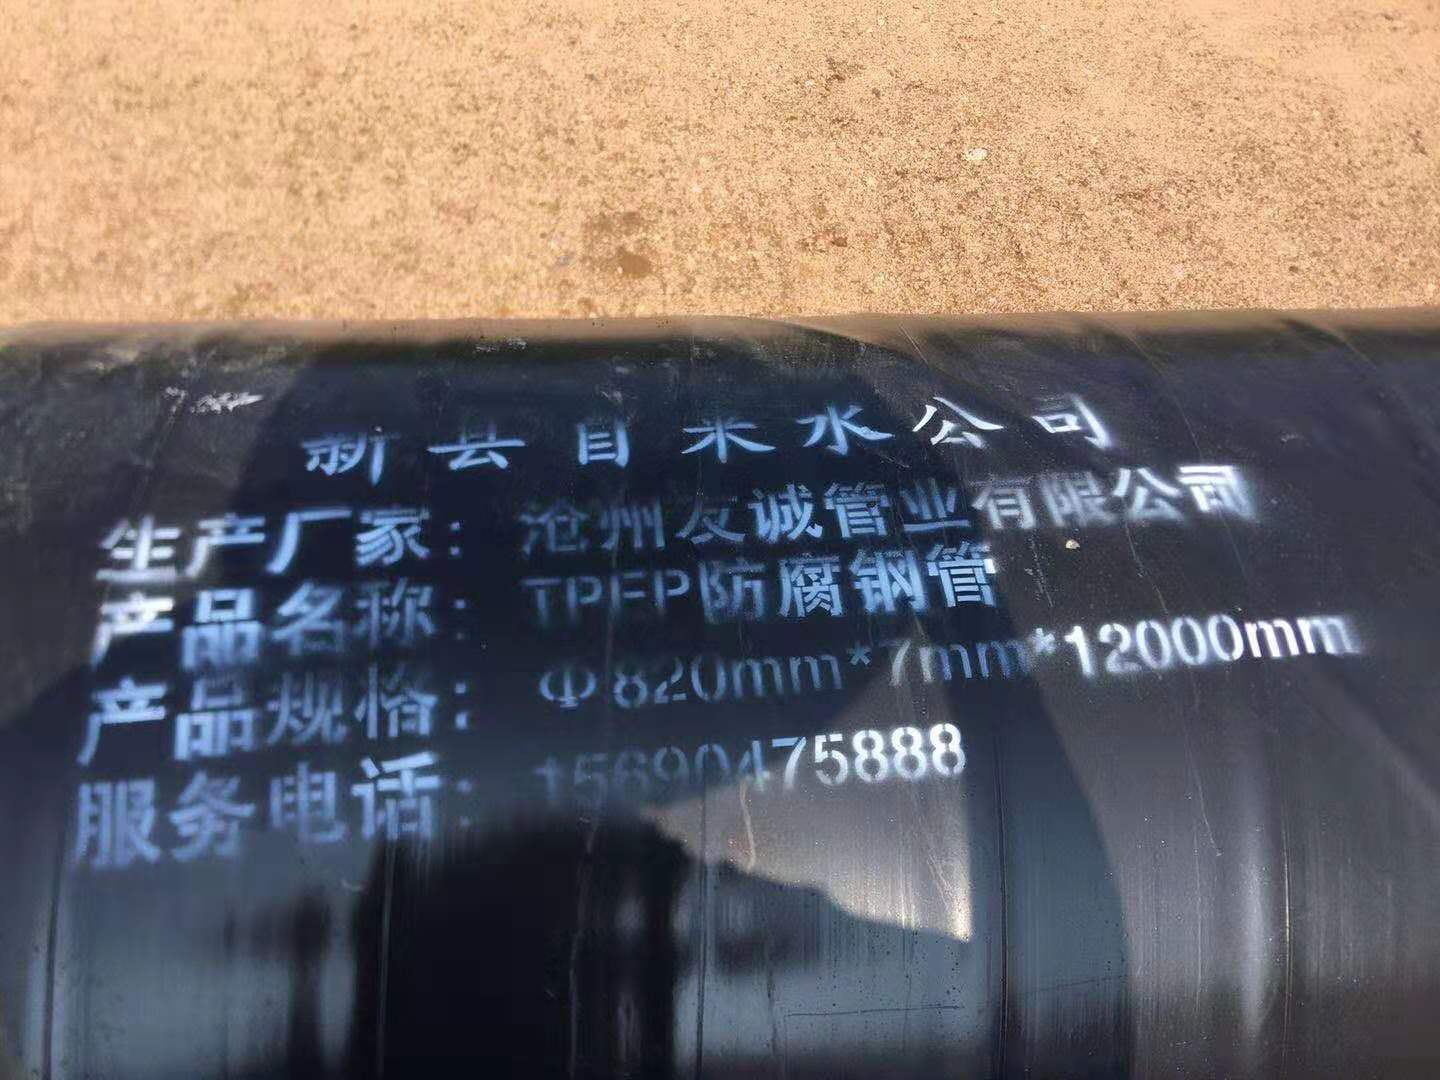 新县自来水公司
生产厂家：沧州友诚管业有限公司
产品名称：TPEP防腐钢管
产品规格：Φ820mm*7mm*12000mm
服务电话：15690475888